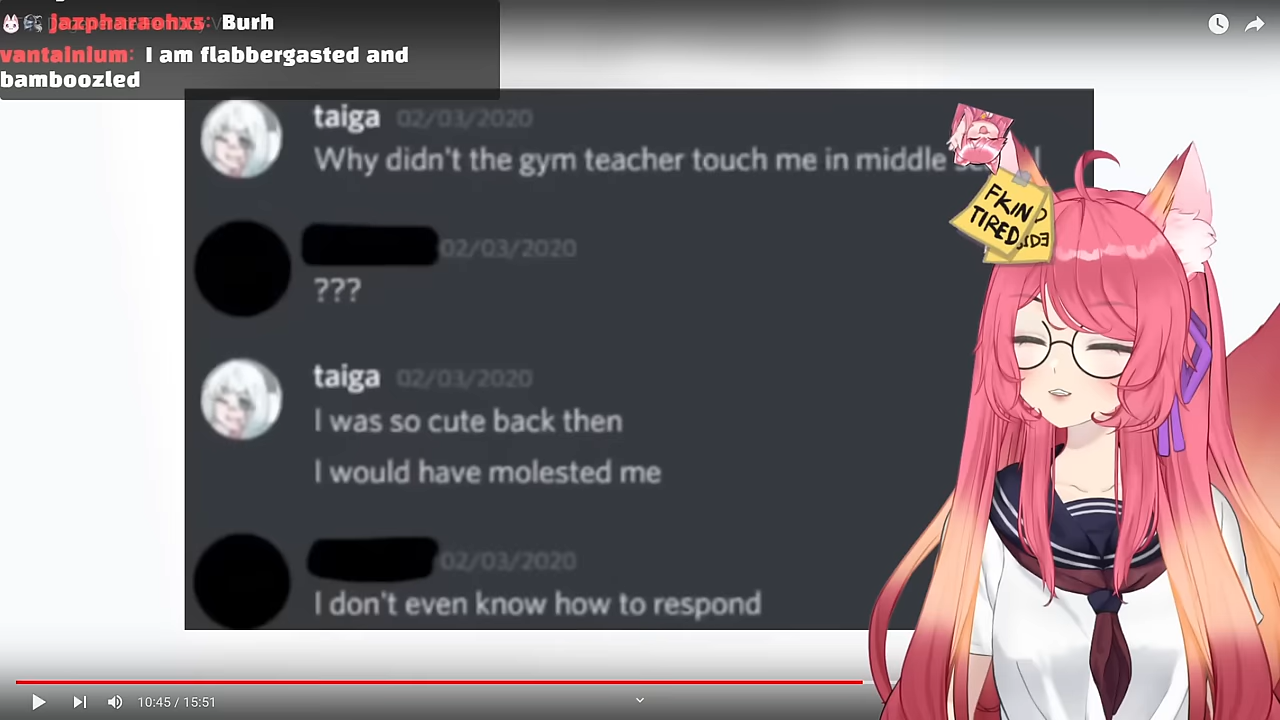 jazpharaohxs: Burh
vantainium: I am flabbergasted and
bamboozled
taiga 02/03/2020
Why didn't the gym teacher touch me in middle
02/03/2020
???
taiga 02/03/2020
I was so cute back then
I would have molested me
02/03/2020
I don't even know how to respond
FKIN
TIRED
10:45 / 15:51